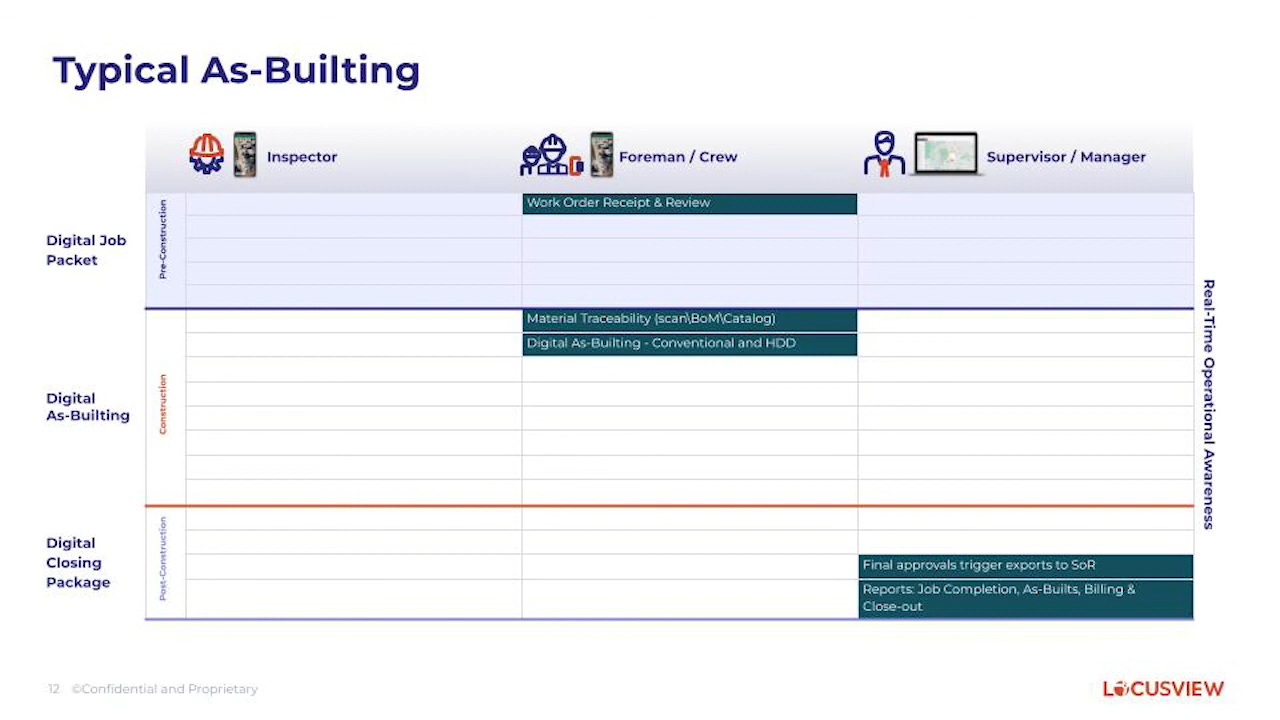 Typical As-Builting
Inspector
Foreman / Crew
Supervisor / Manager
Digital Job
Packet
Pre-Construction
Work Order Receipt & Review
Digital
As-Builting
Construction
Material Traceability (scan\BoM\Catalog)
Digital As-Builting - Conventional and HDD
Real-Time Operational Awareness
Digital
Closing
Package
Post-Construction
Final approvals trigger exports to SoR
Reports: Job Completion, As-Builts, Billing &
Close-out
12 ©Confidential and Proprietary
LOCUSVIEW